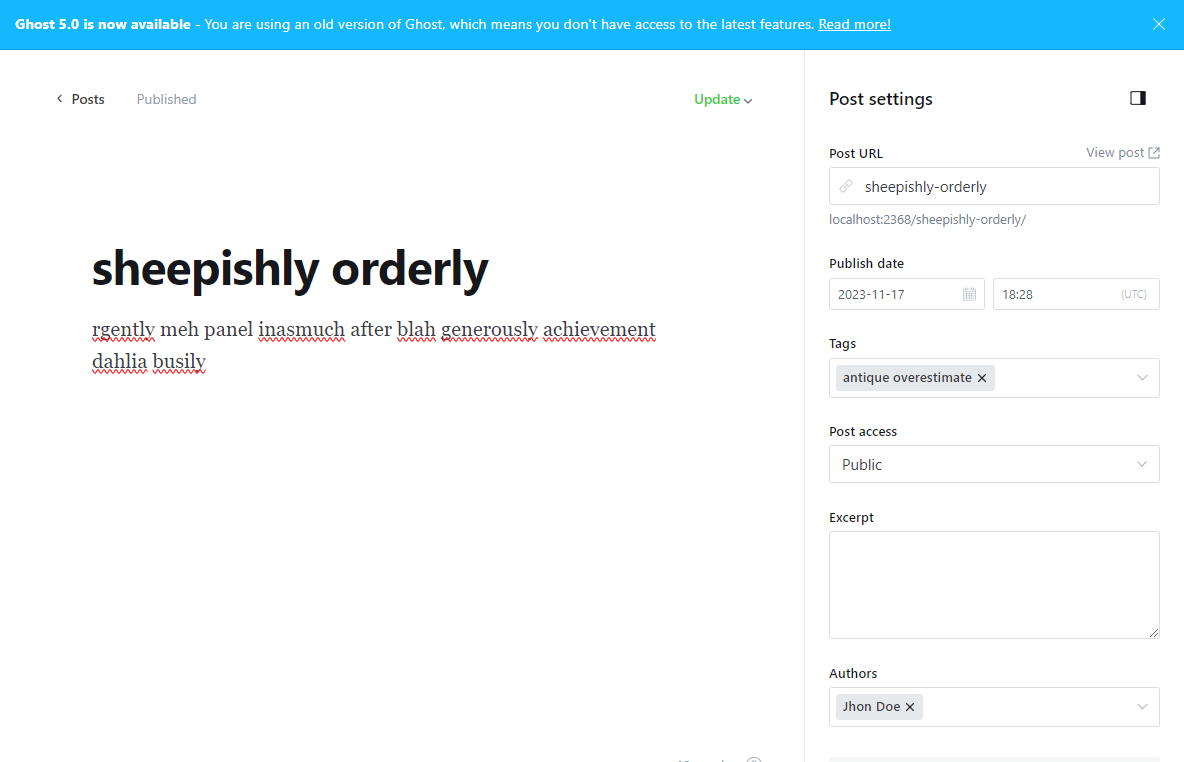 Ghost 5.0 is now available - You are using an old version of Ghost, which means you don't have access to the latest features. Read more!
Posts
Published
Update
sheepishly orderly
rgently meh panel inasmuch after blah generously achievement
dahlia busily
Post settings
Post URL
View post
sheepishly-orderly
localhost:2368/sheepishly-orderly/
Publish date
2023-11-17
18:28
(UTC)
Tags
antique overestimate
Post access
Public
Excerpt
Authors
Jhon Doe